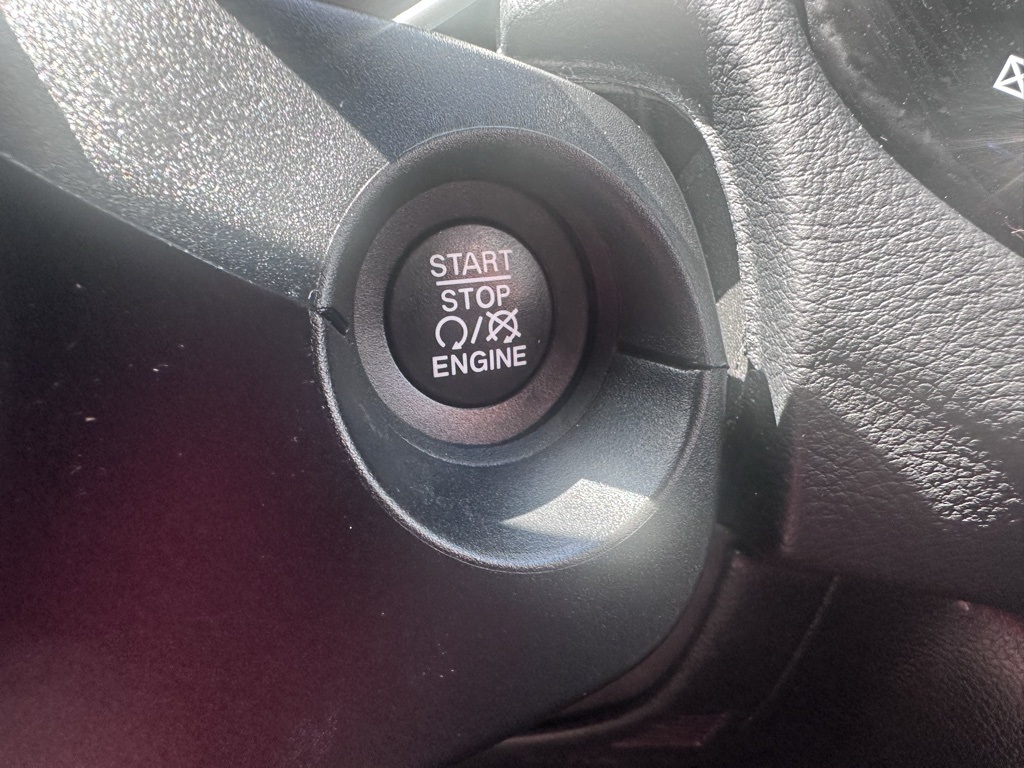 START
STOP
/
ENGINE